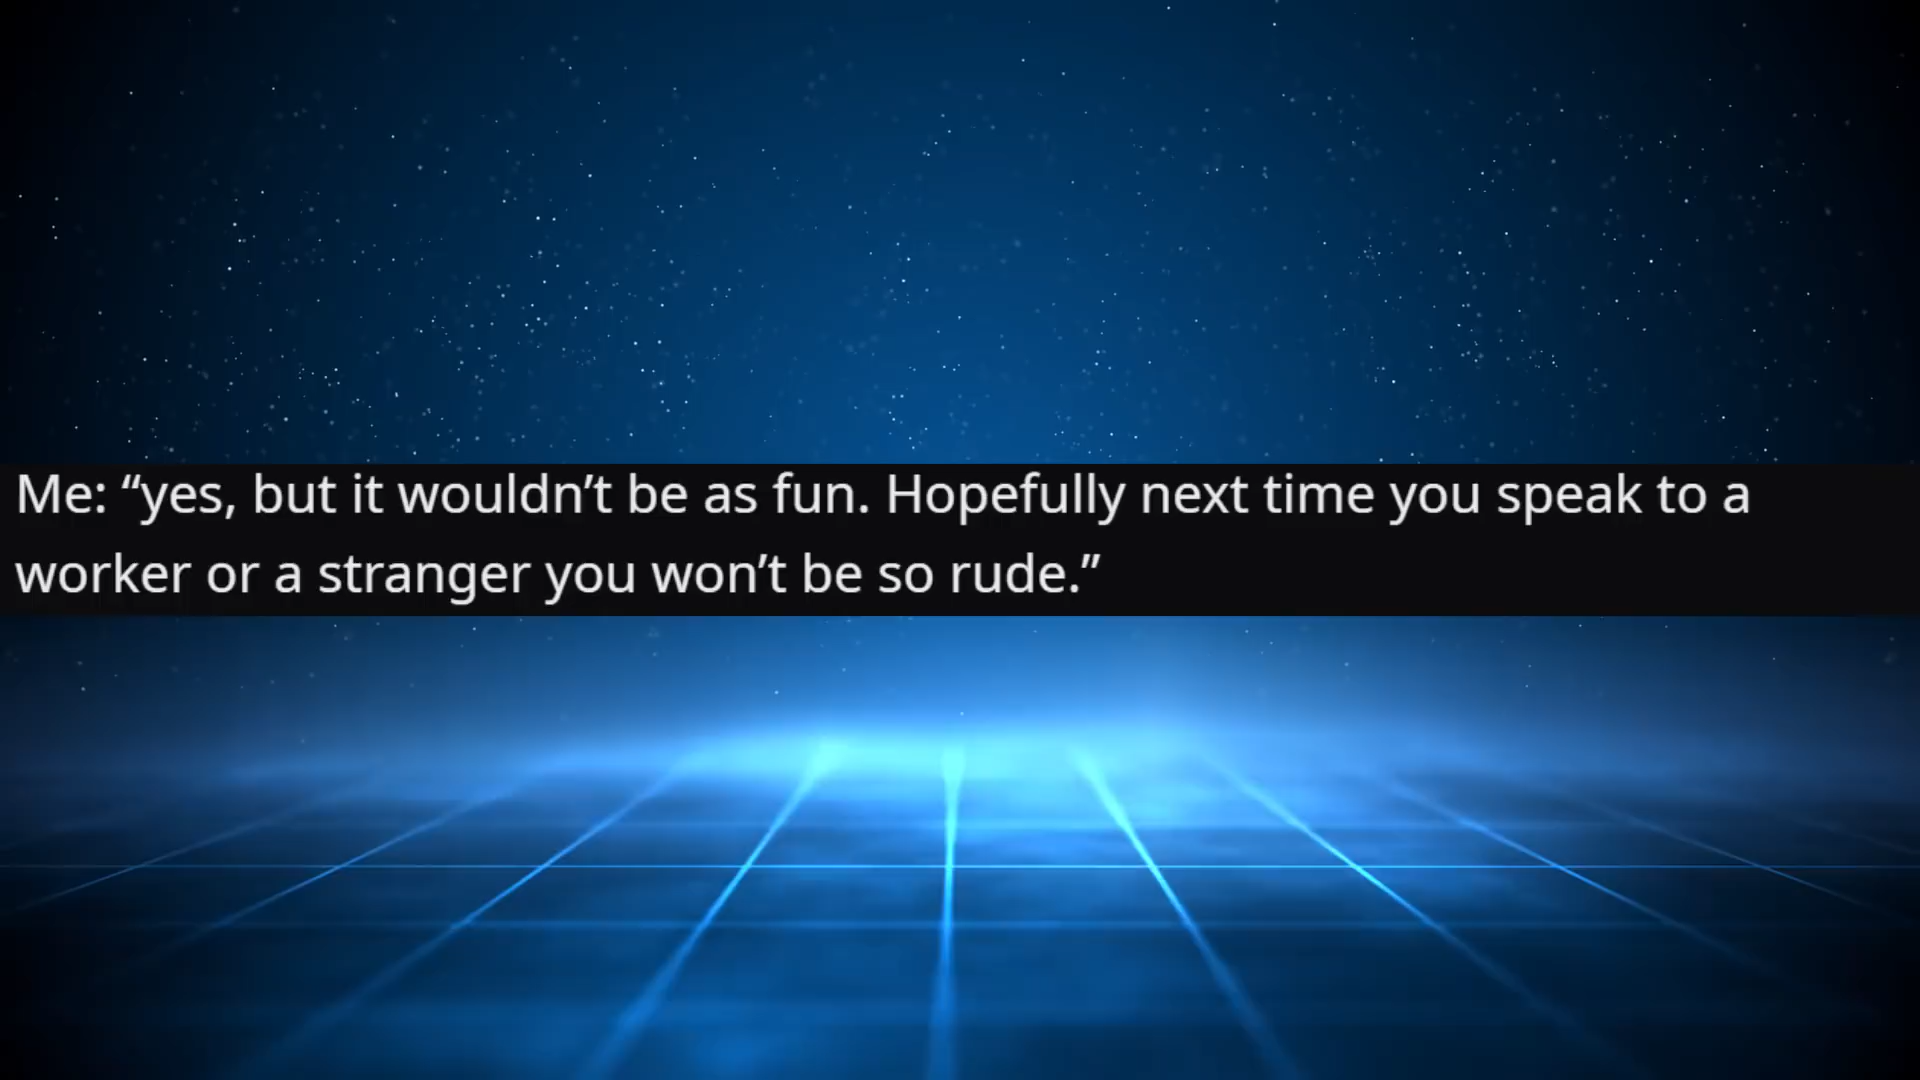 Me: “yes, but it wouldn’t be as fun. Hopefully next time you speak to a
worker or a stranger you won’t be so rude.”